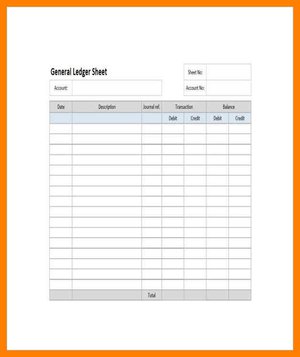 General Ledger Sheet
Sheet No:
Account:
Account No:
Date Description Journal ref. Transaction Balance
Debit Credit Debit Credit
Total